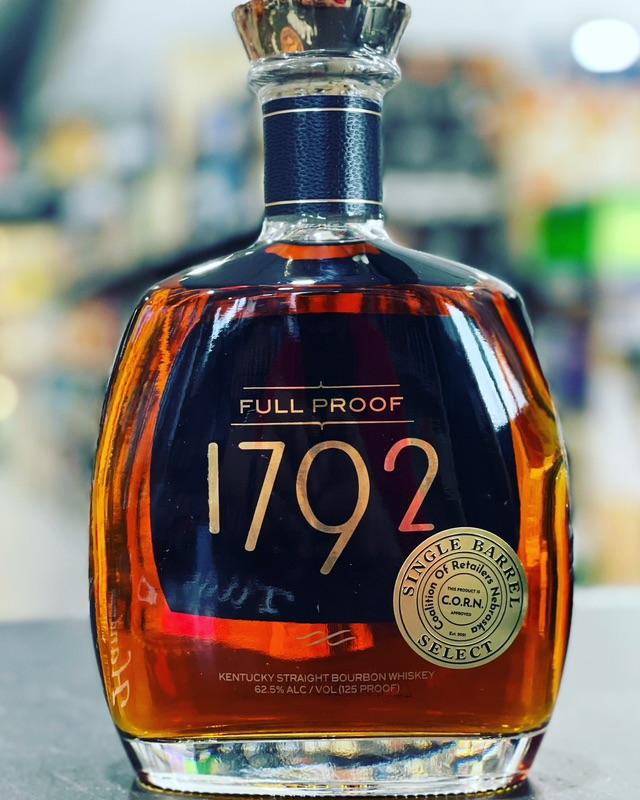 FULL PROOF
1792
SINGLE BARREL
Coalition Of Retailers Nebraska
THIS PRODUCT IS
C.O.R.N.
APPROVED
Est. 2021
SELECT
KENTUCKY STRAIGHT BOURBON WHISKEY
62.5% ALC / VOL (125 PROOF)